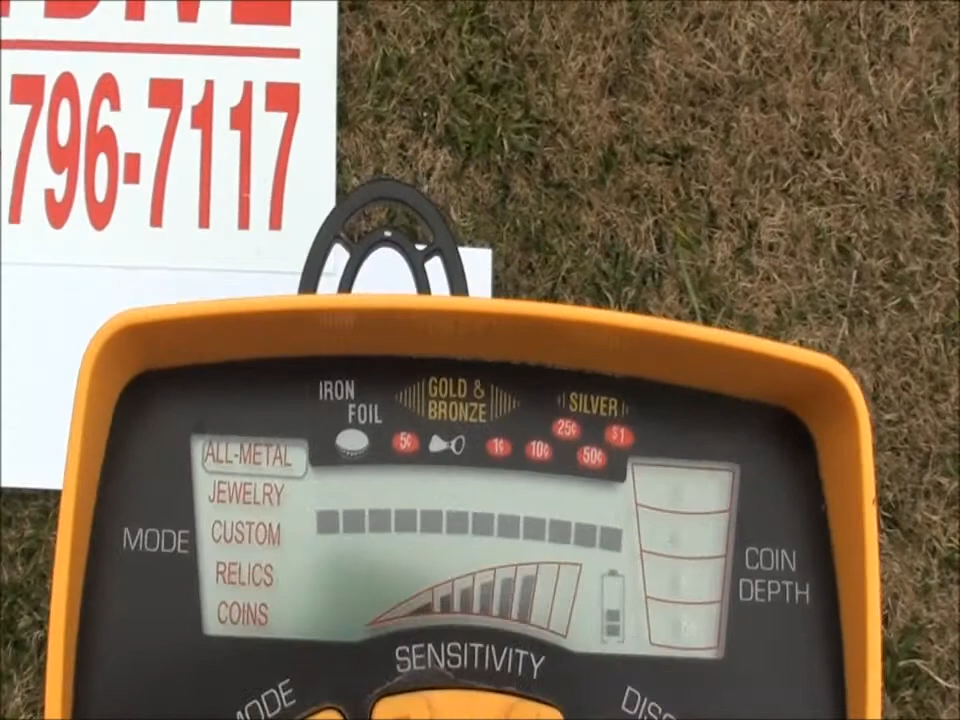 796-7117
IRON
FOIL
GOLD &
BRONZE
SILVER
5¢
1¢
10¢
25¢
50¢
$1
ALL-METAL
JEWELRY
CUSTOM
RELICS
COINS
MODE
COIN
DEPTH
SENSITIVITY
MODE